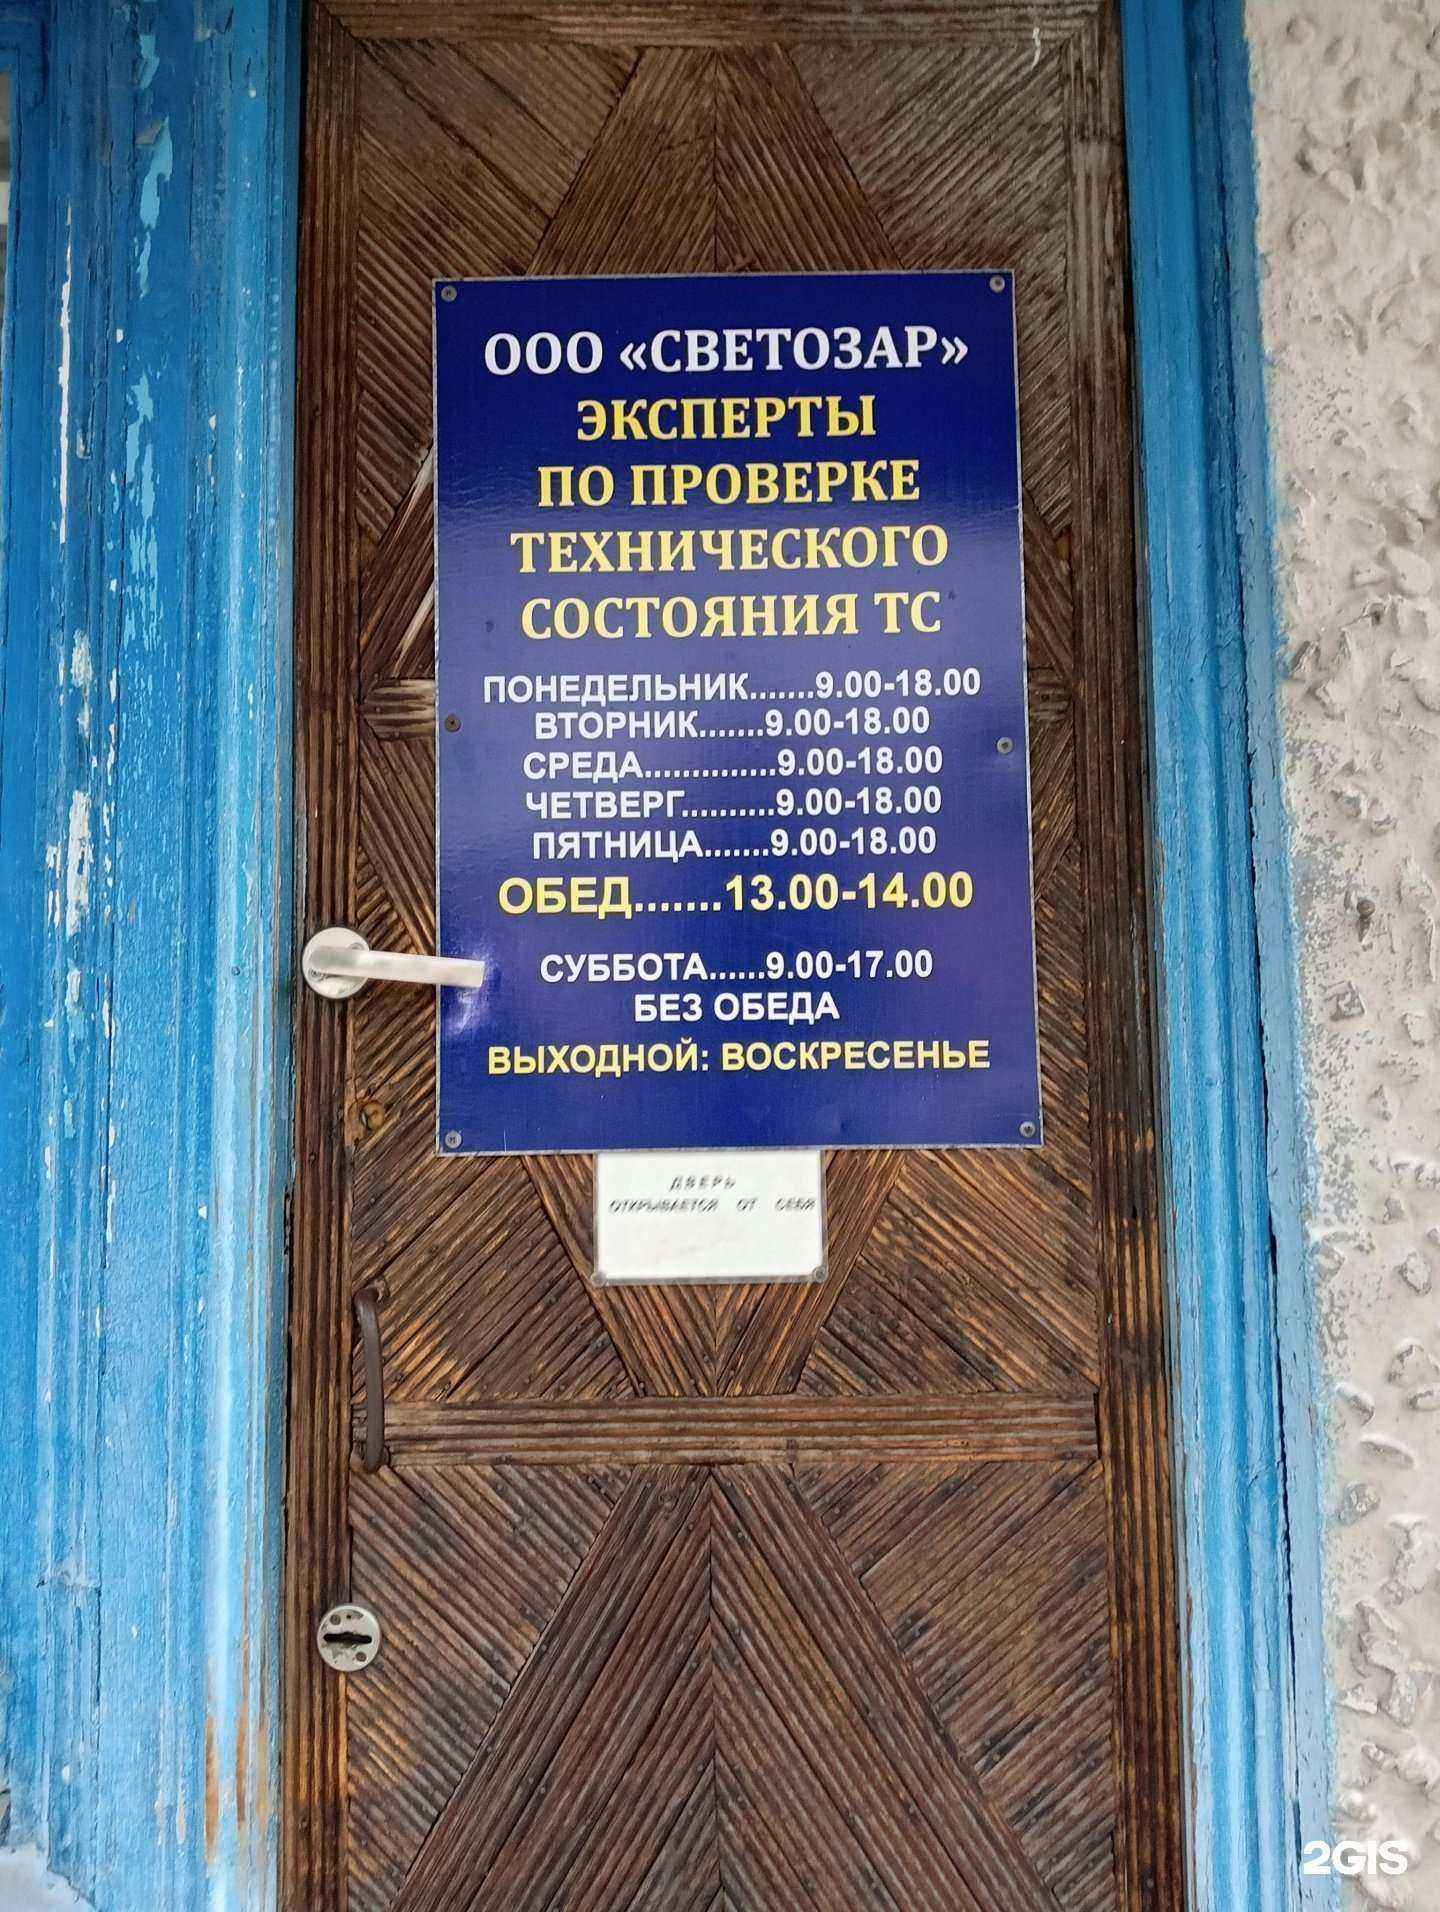 ООО «СВЕТОЗАР»
ЭКСПЕРТЫ
ПО ПРОВЕРКЕ
ТЕХНИЧЕСКОГО
СОСТОЯНИЯ ТС
ПОНЕДЕЛЬНИК.......9.00-18.00
ВТОРНИК.......9.00-18.00
СРЕДА..............9.00-18.00
ЧЕТВЕРГ..........9.00-18.00
ПЯТНИЦА.......9.00-18.00
ОБЕД.......13.00-14.00
СУББОТА......9.00-17.00
БЕЗ ОБЕДА
ВЫХОДНОЙ: ВОСКРЕСЕНЬЕ
ДВЕРЬ
ОТКРЫВАЕТСЯ ОТ СЕБЯ
2GIS